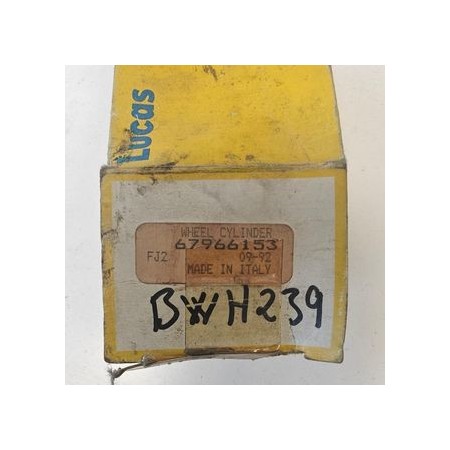 Lucas
WHEEL CYLINDER
67966153
FJ2 09-92
MADE IN ITALY
BWH239